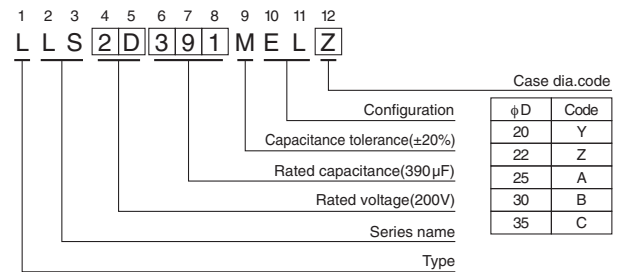 1 2 3 4 5 6 7 8 9 10 11 12
L L S 2 D 3 9 1 M E L Z
Case dia.code
Configuration
Capacitance tolerance(±20%)
Rated capacitance(390µF)
Rated voltage(200V)
Series name
Type
φD Code
20 Y
22 Z
25 A
30 B
35 C